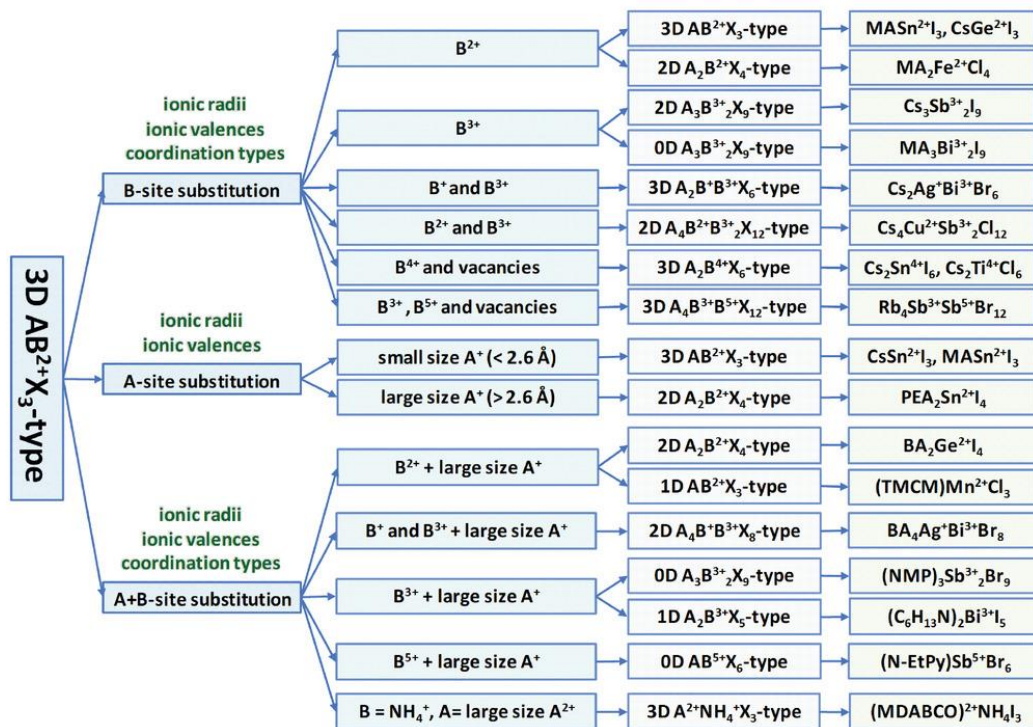 3D AB²⁺X₃-type
ionic radii
ionic valences
coordination types
B-site substitution
B²⁺
3D AB²⁺X₃-type
MASn²⁺I₃, CsGe²⁺I₃
2D A₂B²⁺X₄-type
MA₂Fe²⁺Cl₄
B³⁺
2D A₃B³⁺₂X₉-type
Cs₃Sb³⁺₂I₉
0D A₃B³⁺₂X₉-type
MA₃Bi³⁺₂I₉
B⁺ and B³⁺
3D A₂B⁺B³⁺X₆-type
Cs₂Ag⁺Bi³⁺Br₆
B²⁺ and B³⁺
2D A₄B²⁺B³⁺₂X₁₂-type
Cs₄Cu²⁺Sb³⁺₂Cl₁₂
B⁴⁺ and vacancies
3D A₂B⁴⁺X₆-type
Cs₂Sn⁴⁺I₆, Cs₂Ti⁴⁺Cl₆
B³⁺, B⁵⁺ and vacancies
3D A₄B³⁺B⁵⁺X₁₂-type
Rb₄Sb³⁺Sb⁵⁺Br₁₂
ionic radii
ionic valences
A-site substitution
small size A⁺ (< 2.6 Å)
3D AB²⁺X₃-type
CsSn²⁺I₃, MASn²⁺I₃
large size A⁺ (> 2.6 Å)
2D A₂B²⁺X₄-type
PEA₂Sn²⁺I₄
ionic radii
ionic valences
coordination types
A+B-site substitution
B²⁺ + large size A⁺
2D A₂B²⁺X₄-type
BA₂Ge²⁺I₄
1D AB²⁺X₃-type
(TMCM)Mn²⁺Cl₃
B⁺ and B³⁺ + large size A⁺
2D A₄B⁺B³⁺X₈-type
BA₄Ag⁺Bi³⁺Br₈
B³⁺ + large size A⁺
0D A₃B³⁺₂X₉-type
(NMP)₃Sb³⁺₂Br₉
1D A₂B³⁺X₅-type
(C₆H₁₃N)₂Bi³⁺I₅
B⁵⁺ + large size A⁺
0D AB⁵⁺X₆-type
(N-EtPy)Sb⁵⁺Br₆
B = NH₄⁺, A= large size A²⁺
3D A²⁺NH₄⁺X₃-type
(MDABCO)²⁺NH₄I₃